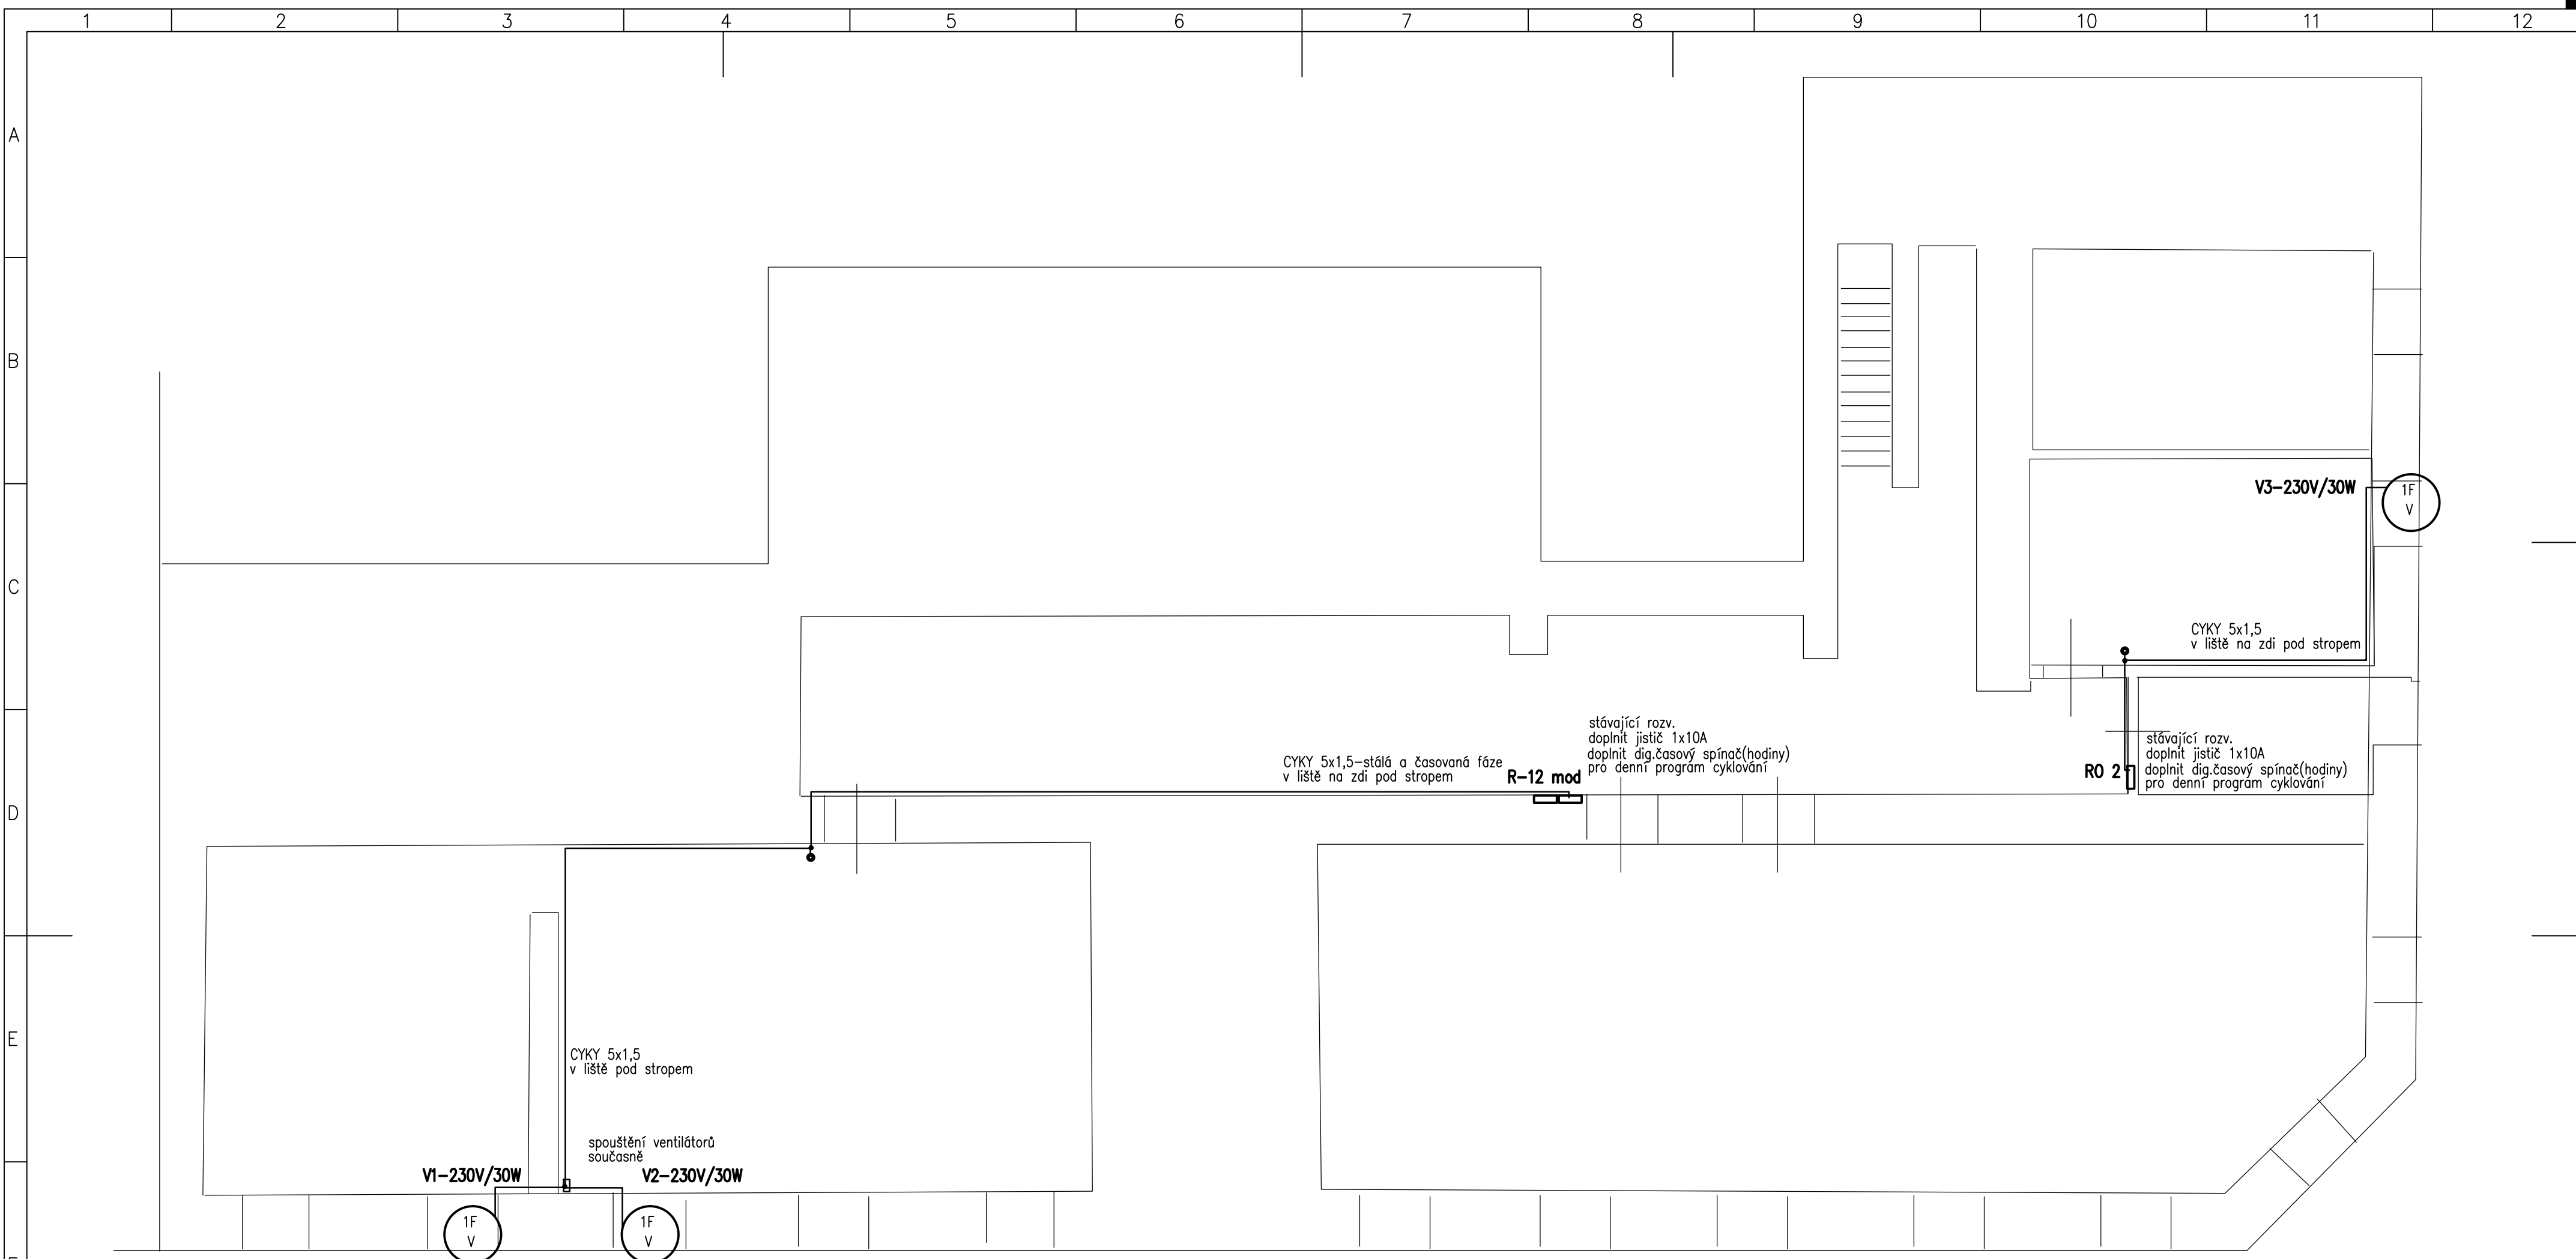 1 2 3 4 5 6 7 8 9 10 11 12
A
B
C
D
E
V3-230V/30W
1F
V
CYKY 5x1,5
v liště na zdi pod stropem
stávající rozv.
doplnit jistič 1x10A
doplnit dig.časový spínač(hodiny)
pro denní program cyklování
CYKY 5x1,5-stálá a časovaná fáze
v liště na zdi pod stropem
R-12 mod
RO 2
stávající rozv.
doplnit jistič 1x10A
doplnit dig.časový spínač(hodiny)
pro denní program cyklování
CYKY 5x1,5
v liště pod stropem
spouštění ventilátorů
současně
V1-230V/30W
V2-230V/30W
1F
V
1F
V